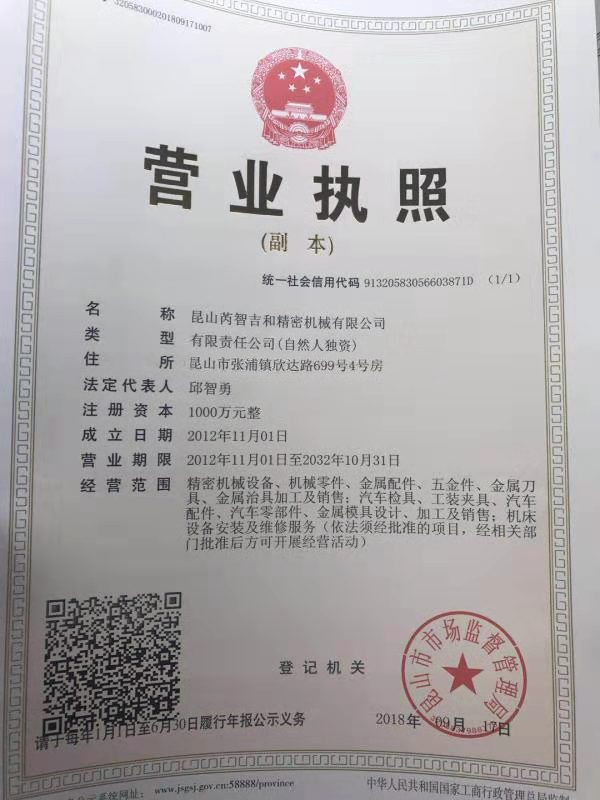 320583000201809171007
营业执照
(副本)
统一社会信用代码 91320583056603871D (1/1)
名称 昆山芮智吉和精密机械有限公司
类型 有限责任公司(自然人独资)
住所 昆山市张浦镇欣达路699号4号房
法定代表人 邱智勇
注册资本 1000万元整
成立日期 2012年11月01日
营业期限 2012年11月01日至2032年10月31日
经营范围 精密机械设备、机械零件、金属配件、五金件、金属刀
具、金属治具加工及销售；汽车检具、工装夹具、汽车
配件、汽车零部件、金属模具设计、加工及销售；机床
设备安装及维修服务（依法须经批准的项目，经相关部
门批准后方可开展经营活动）
登记机关
昆山市市场监督管理局
2018年 09月 17日
请于每年1月1日至6月30日履行年报公示义务
公示系统网址: www.jsgsj.gov.cn:58888/province
中华人民共和国国家工商行政管理总局监制